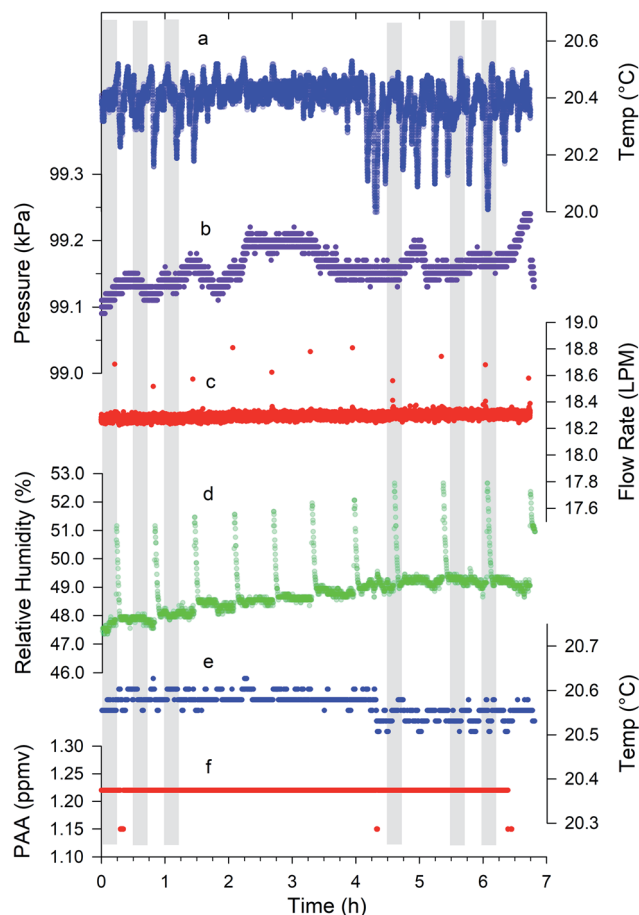 a
20.6
20.4
20.2
20.0
Temp (°C)
99.3
99.2
99.1
99.0
Pressure (kPa)
b
19.0
18.8
18.6
18.4
18.2
18.0
17.8
17.6
Flow Rate (LPM)
c
53.0
52.0
51.0
50.0
49.0
48.0
47.0
46.0
Relative Humidity (%)
d
20.7
20.6
20.5
20.4
20.3
Temp (°C)
e
1.30
1.25
1.20
1.15
1.10
PAA (ppmv)
f
0 1 2 3 4 5 6 7
Time (h)